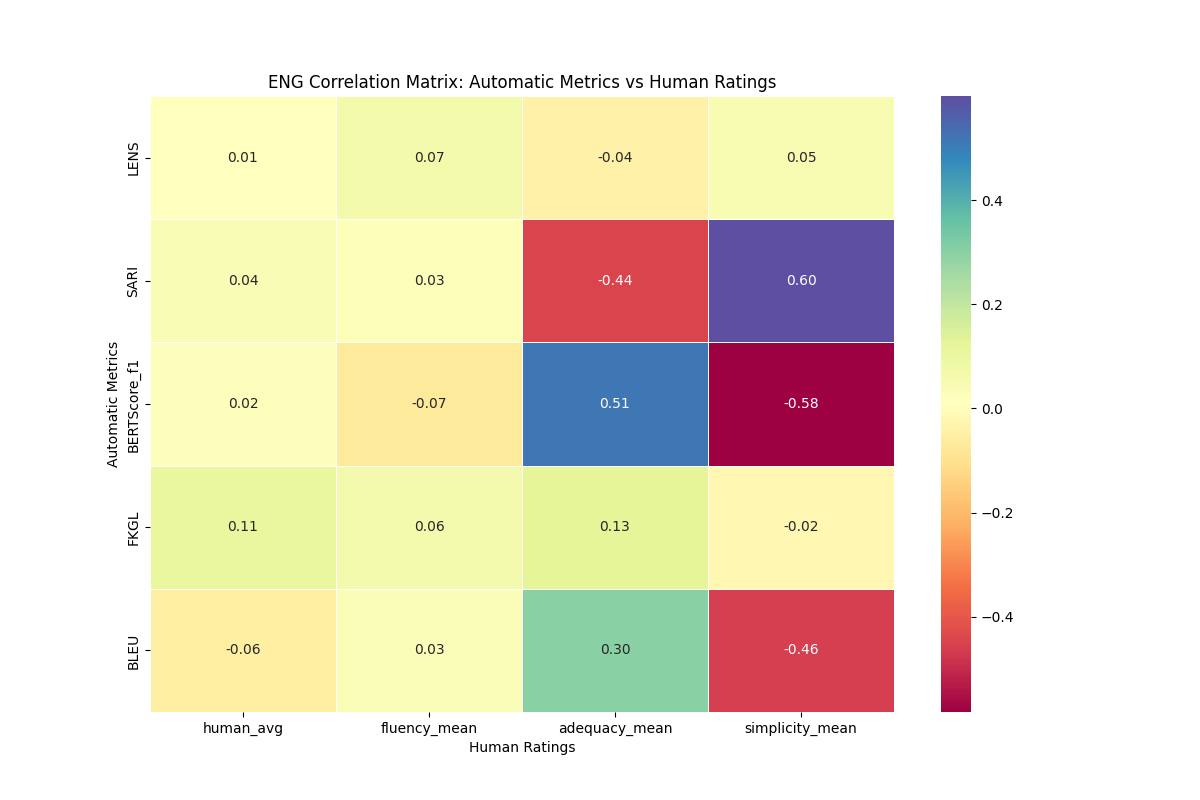 ENG Correlation Matrix: Automatic Metrics vs Human Ratings
Automatic Metrics
LENS
0.01 0.07 -0.04 0.05
SARI
0.04 0.03 -0.44 0.60
BERTScore_f1
0.02 -0.07 0.51 -0.58
FKGL
0.11 0.06 0.13 -0.02
BLEU
-0.06 0.03 0.30 -0.46
human_avg fluency_mean adequacy_mean simplicity_mean
Human Ratings
0.4
0.2
0.0
−0.2
−0.4